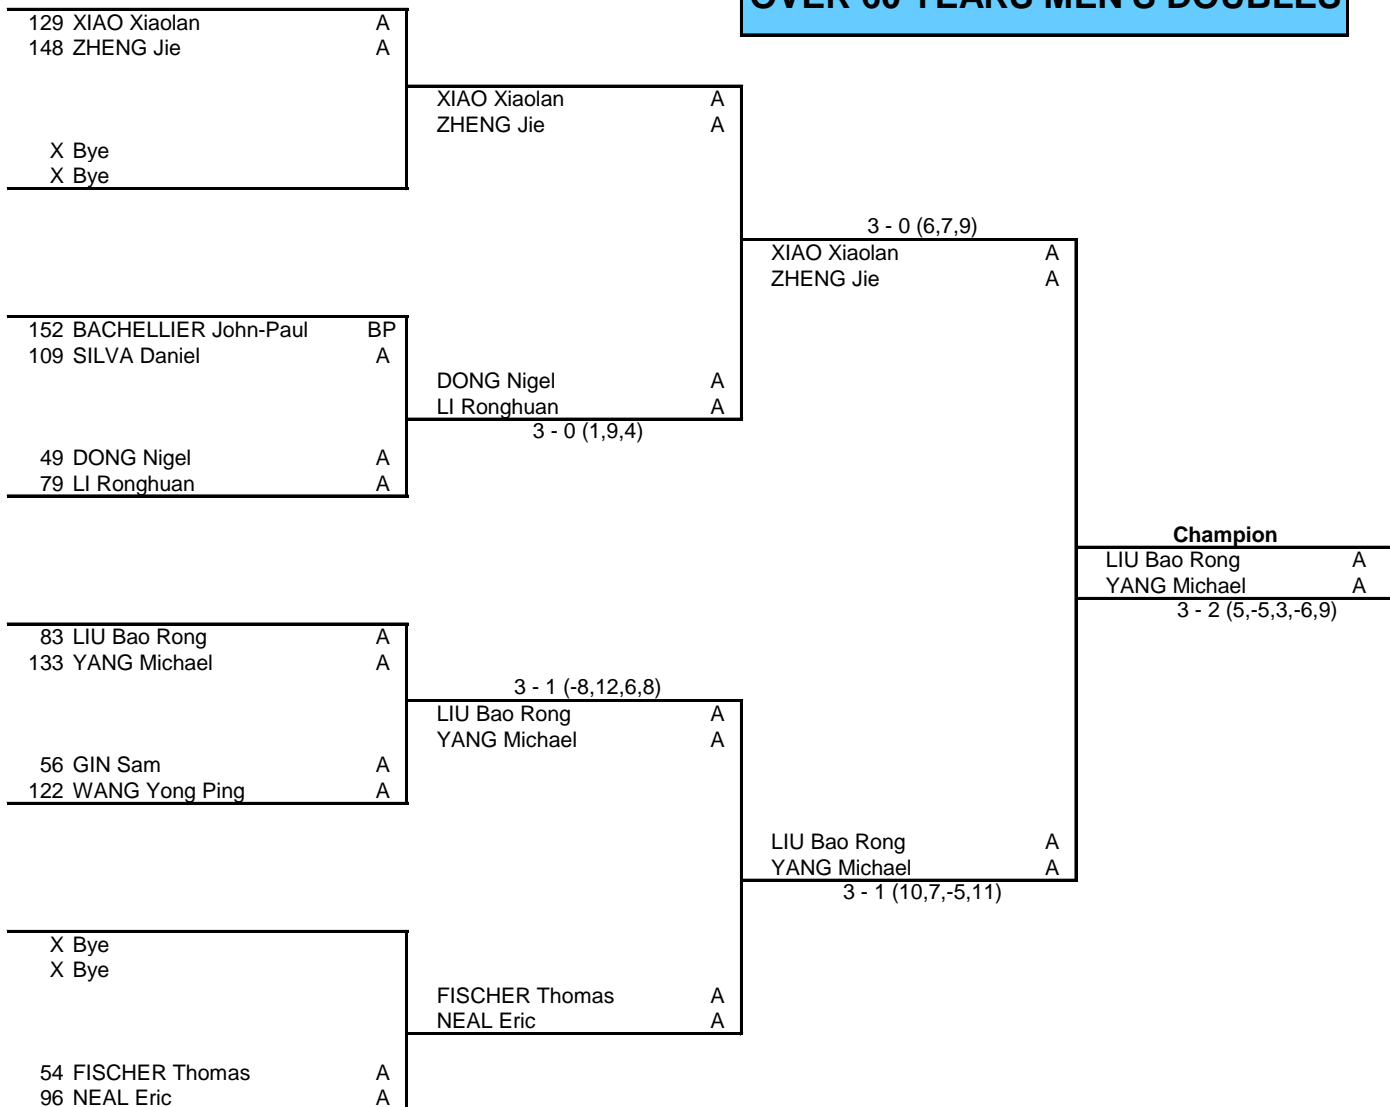 OVER 60 YEARS MEN'S DOUBLES
129 XIAO Xiaolan A
148 ZHENG Jie A
XIAO Xiaolan A
ZHENG Jie A
X Bye
X Bye
3 - 0 (6,7,9)
XIAO Xiaolan A
ZHENG Jie A
152 BACHELLIER John-Paul BP
109 SILVA Daniel A
DONG Nigel A
LI Ronghuan A
3 - 0 (1,9,4)
49 DONG Nigel A
79 LI Ronghuan A
Champion
LIU Bao Rong A
YANG Michael A
3 - 2 (5,-5,3,-6,9)
83 LIU Bao Rong A
133 YANG Michael A
3 - 1 (-8,12,6,8)
LIU Bao Rong A
YANG Michael A
56 GIN Sam A
122 WANG Yong Ping A
LIU Bao Rong A
YANG Michael A
3 - 1 (10,7,-5,11)
X Bye
X Bye
FISCHER Thomas A
NEAL Eric A
54 FISCHER Thomas A
96 NEAL Eric A